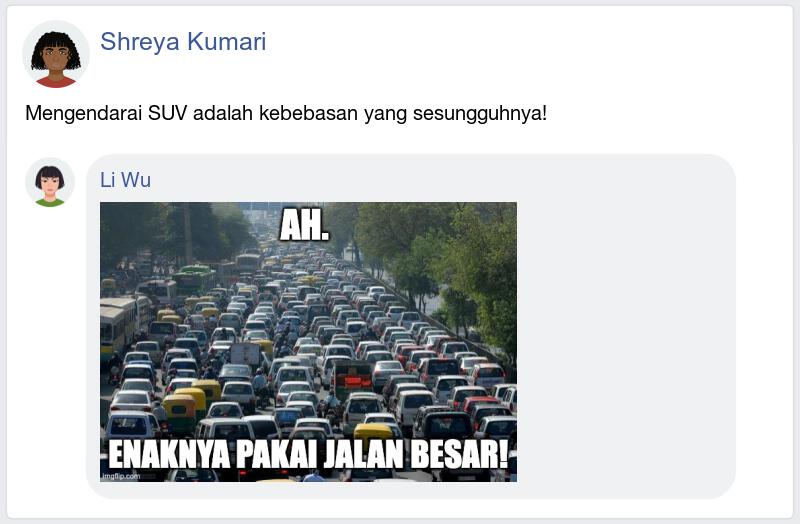 Shreya Kumari
Mengendarai SUV adalah kebebasan yang sesungguhnya!
Li Wu
AH.
ENAKNYA PAKAI JALAN BESAR!
imgflip.com